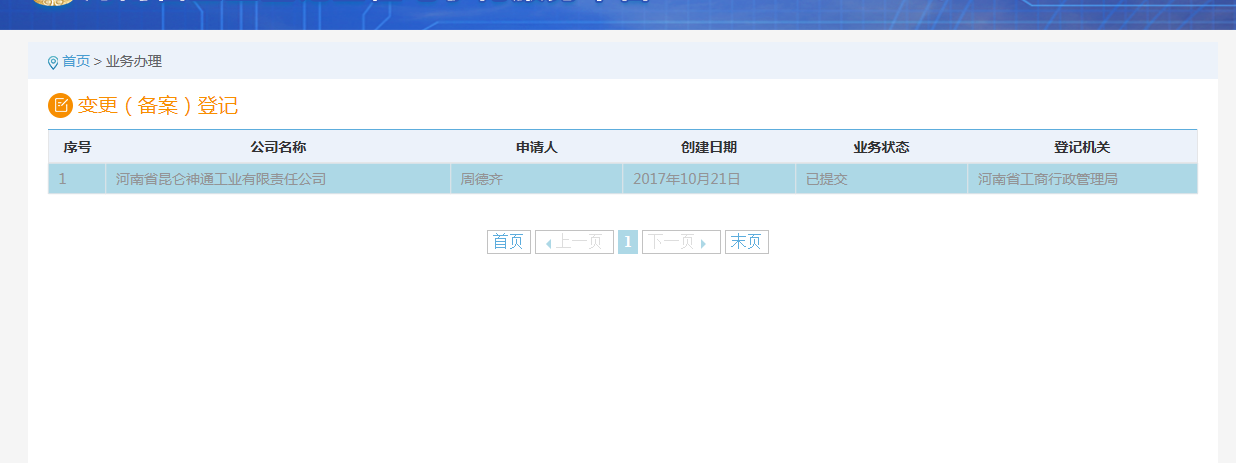 首页 > 业务办理
变更（备案）登记
序号 公司名称 申请人 创建日期 业务状态 登记机关
1 河南省昆仑神通工业有限责任公司 周德齐 2017年10月21日 已提交 河南省工商行政管理局
首页 上一页 1 下一页 末页